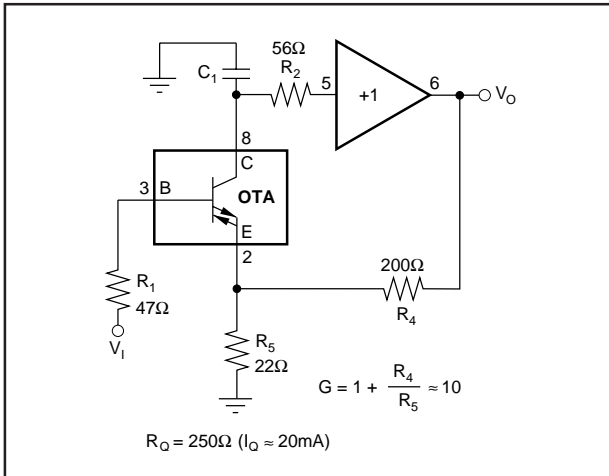 56Ω
C1
R2
5
+1
6
VO
8
C
3
B
OTA
E
2
R1
47Ω
VI
200Ω
R4
R5
22Ω
G = 1 + R4/R5 ≈ 10
RQ = 250Ω (IQ ≈ 20mA)